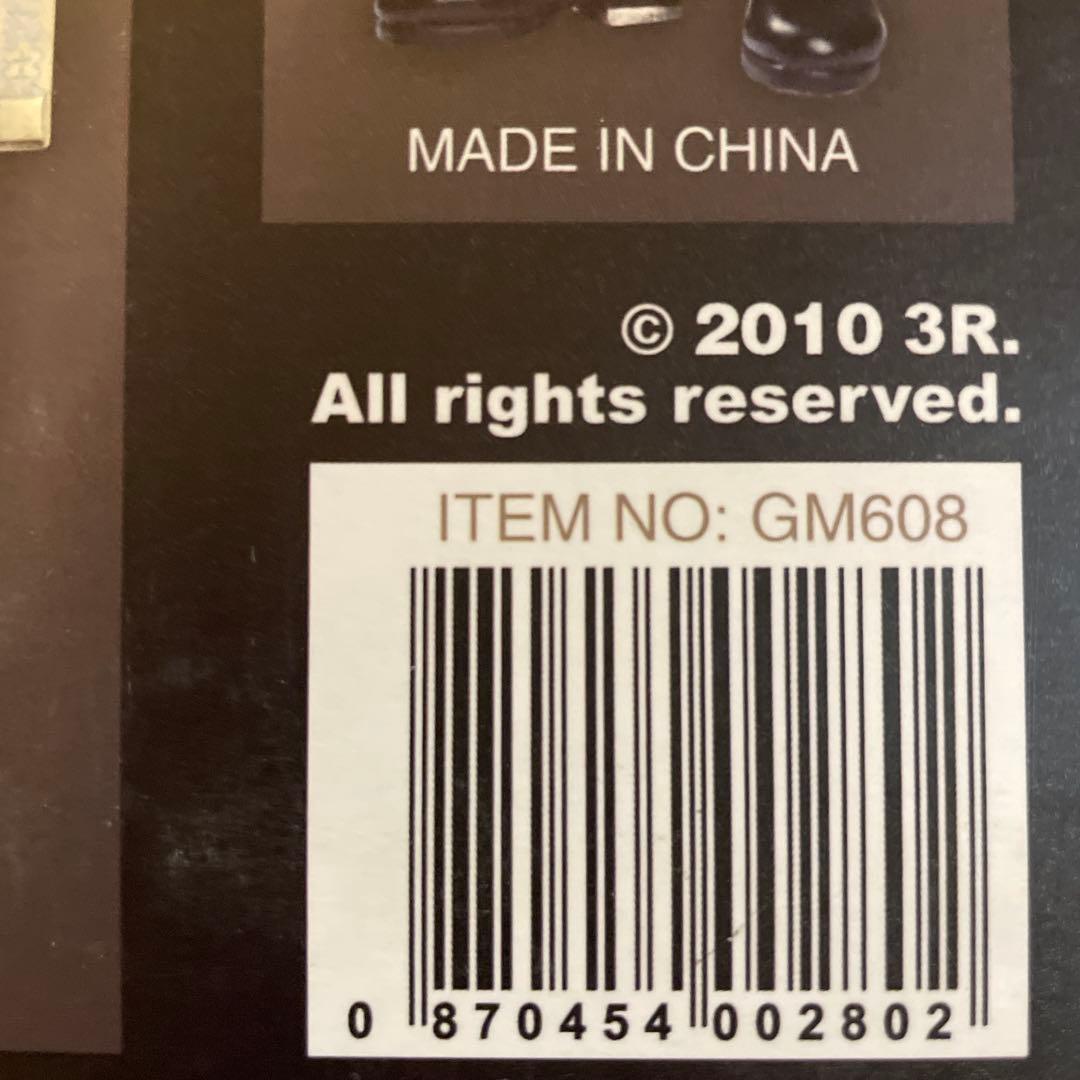 MADE IN CHINA
© 2010 3R.
All rights reserved.
ITEM NO: GM608
0 870454 002802